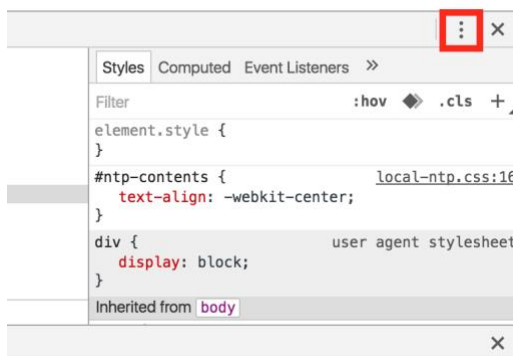 Styles Computed Event Listeners »
Filter :hov .cls +
element.style {
}
#ntp-contents { local-ntp.css:16
text-align: -webkit-center;
}
div { user agent stylesheet
display: block;
}
Inherited from body